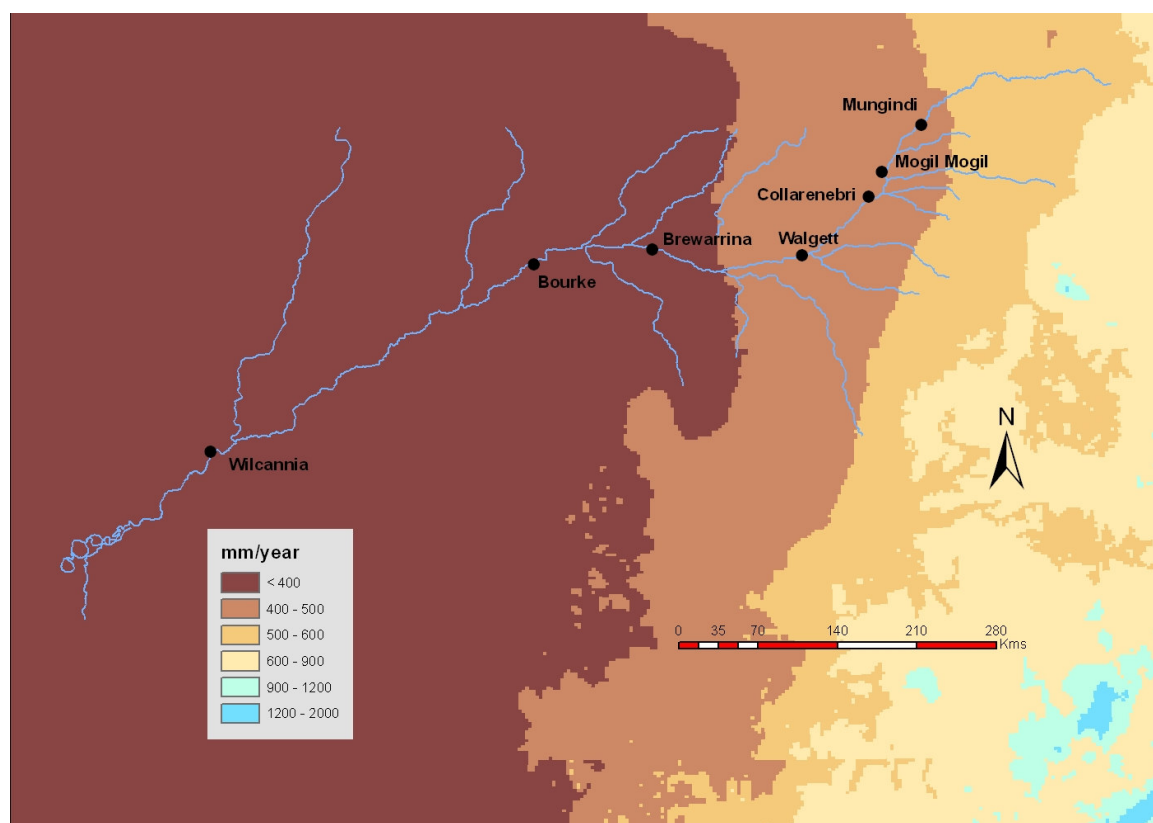 Mungindi
Mogil Mogil
Collarenebri
Walgett
Brewarrina
Bourke
N
Wilcannia
mm/year
< 400
400 - 500
500 - 600
600 - 900
900 - 1200
1200 - 2000
0 35 70 140 210 280
Kms